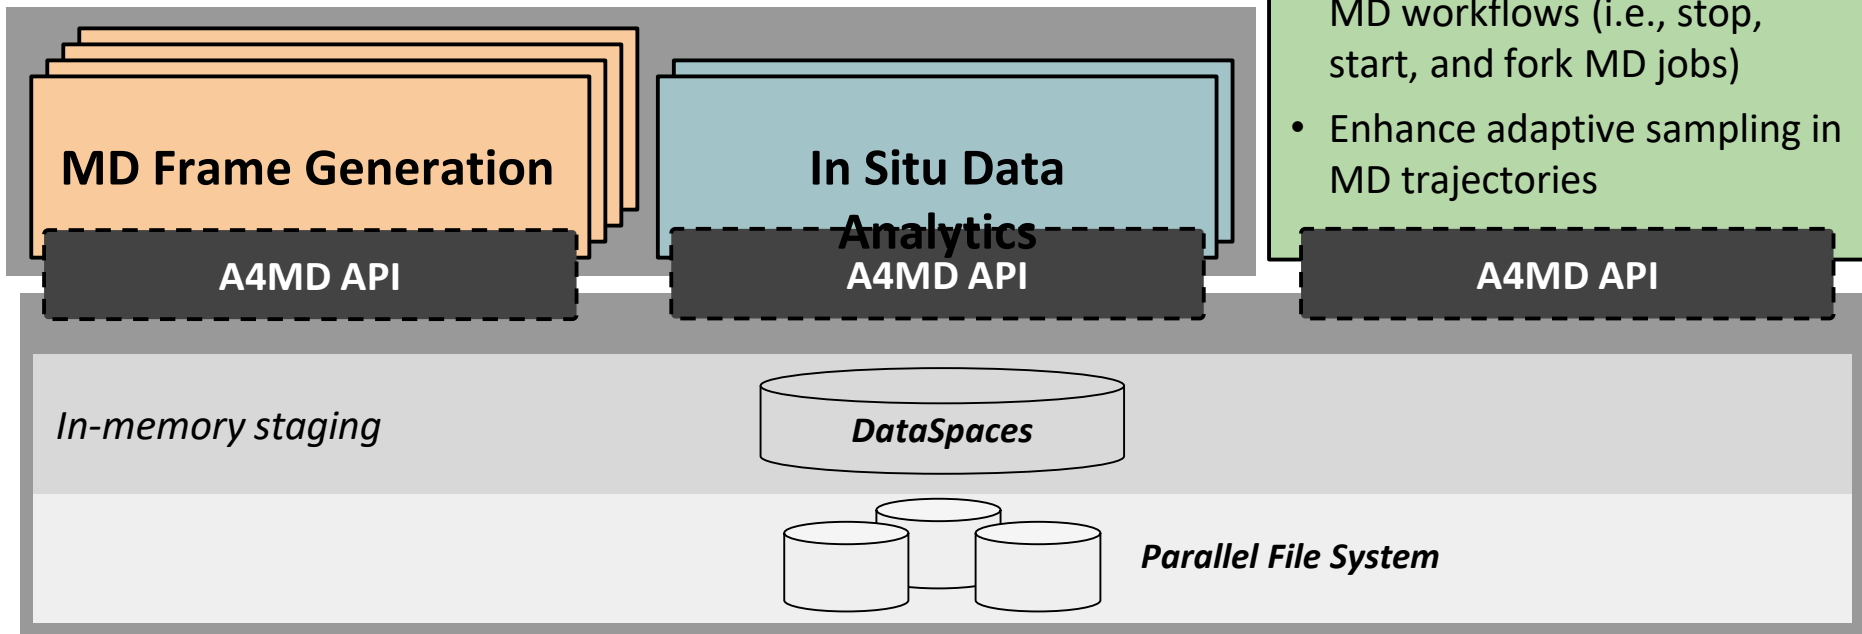 MD workflows (i.e., stop,
start, and fork MD jobs)
• Enhance adaptive sampling in
MD trajectories
MD Frame Generation
In Situ Data
Analytics
A4MD API
A4MD API
A4MD API
In-memory staging
DataSpaces
Parallel File System